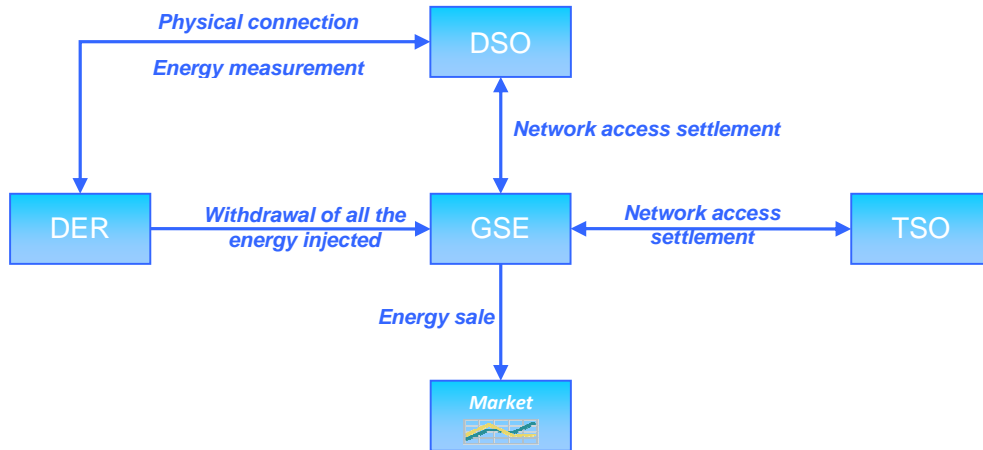 Physical connection
DSO
Energy measurement
Network access settlement
DER
Withdrawal of all the
energy injected
GSE
Network access
settlement
TSO
Energy sale
Market